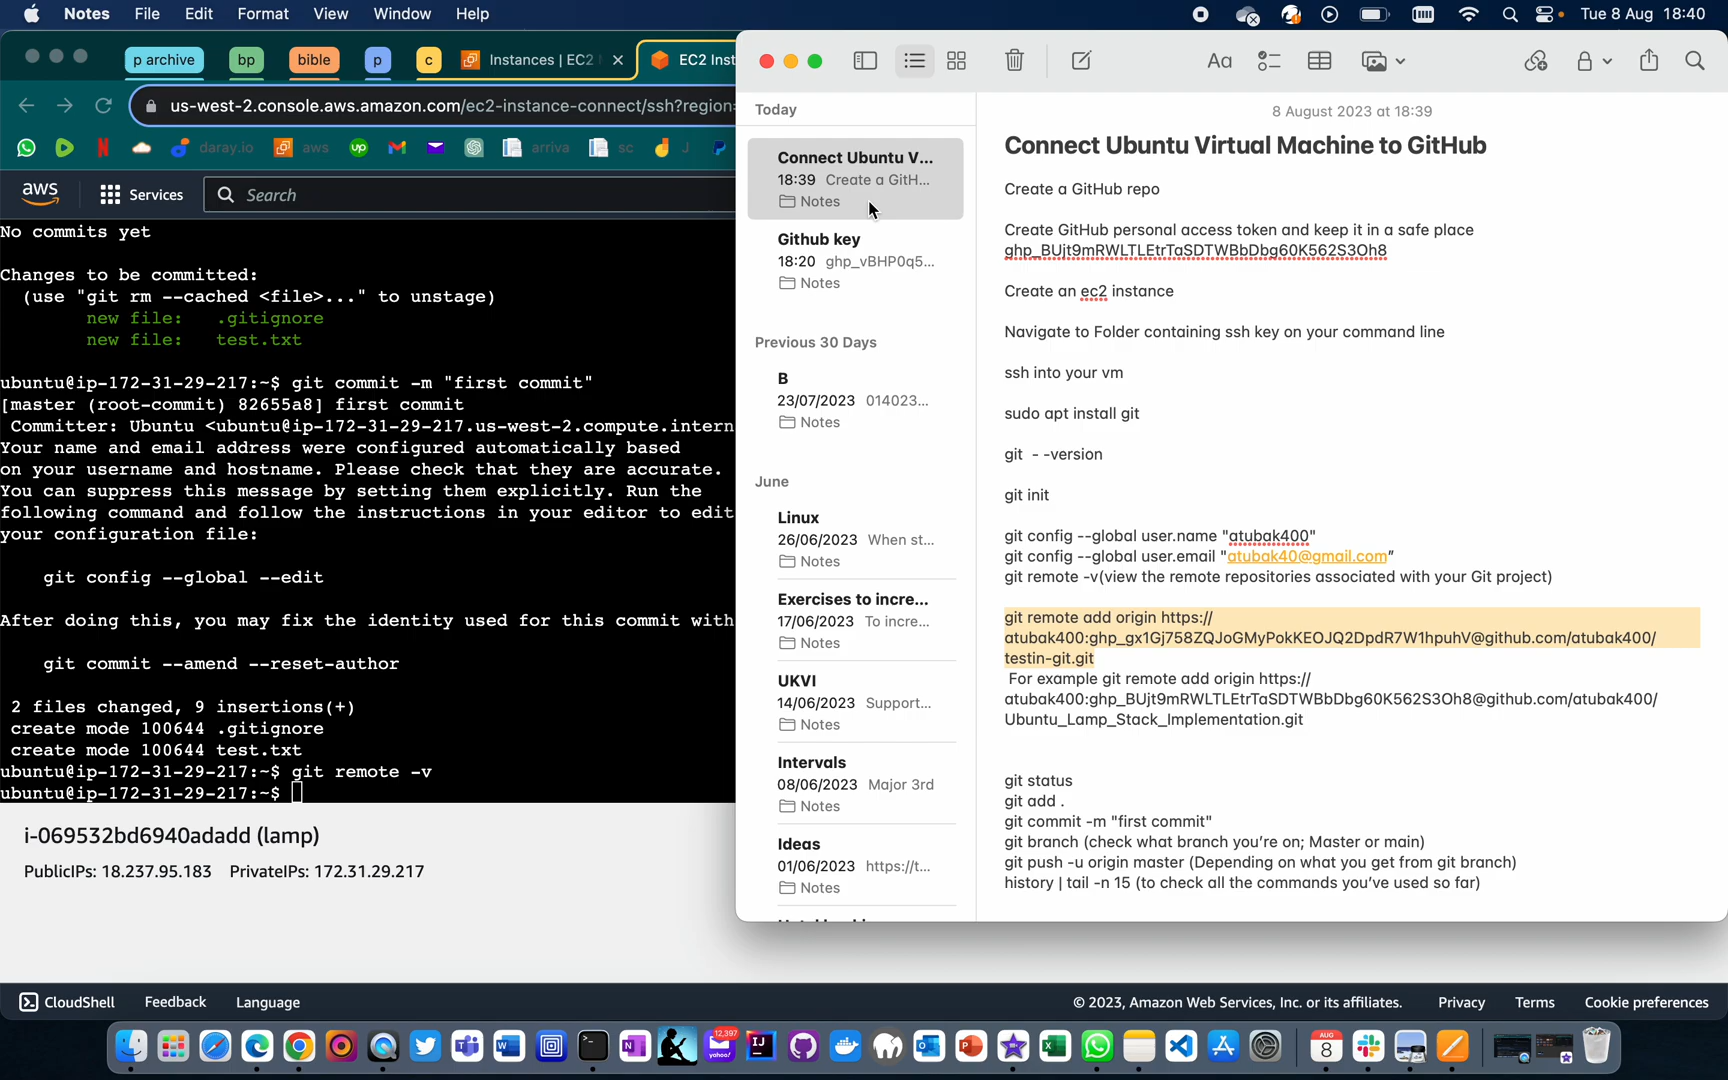 Notes File Edit Format View Window Help
Tue 8 Aug 18:40
p archive bp bible p c Instances | EC2 EC2 Inst
us-west-2.console.aws.amazon.com/ec2-instance-connect/ssh?region=
daray.io aws up arriva sc J
aws Services Search
No commits yet
Changes to be committed:
(use "git rm --cached <file>..." to unstage)
new file: .gitignore
new file: test.txt
ubuntu@ip-172-31-29-217:~$ git commit -m "first commit"
[master (root-commit) 82655a8] first commit
Committer: Ubuntu <ubuntu@ip-172-31-29-217.us-west-2.compute.intern
Your name and email address were configured automatically based
on your username and hostname. Please check that they are accurate.
You can suppress this message by setting them explicitly. Run the
following command and follow the instructions in your editor to edit
your configuration file:
git config --global --edit
After doing this, you may fix the identity used for this commit with
git commit --amend --reset-author
2 files changed, 9 insertions(+)
create mode 100644 .gitignore
create mode 100644 test.txt
ubuntu@ip-172-31-29-217:~$ git remote -v
ubuntu@ip-172-31-29-217:~$
i-069532bd6940adadd (lamp)
PublicIPs: 18.237.95.183 PrivateIPs: 172.31.29.217
Today
Connect Ubuntu V...
18:39 Create a GitH...
Notes
Github key
18:20 ghp_vBHP0q5...
Notes
Previous 30 Days
B
23/07/2023 014023...
Notes
June
Linux
26/06/2023 When st...
Notes
Exercises to incre...
17/06/2023 To incre...
Notes
UKVI
14/06/2023 Support...
Notes
Intervals
08/06/2023 Major 3rd
Notes
Ideas
01/06/2023 https://t...
Notes
8 August 2023 at 18:39
Connect Ubuntu Virtual Machine to GitHub
Create a GitHub repo
Create GitHub personal access token and keep it in a safe place
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
Create an ec2 instance
Navigate to Folder containing ssh key on your command line
ssh into your vm
sudo apt install git
git - -version
git init
git config --global user.name "atubak400"
git config --global user.email "atubak40@gmail.com”
git remote -v(view the remote repositories associated with your Git project)
git remote add origin https://
atubak400: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@github.com/atubak400/
testin-git.git
For example git remote add origin https://
atubak400: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@github.com/atubak400/
Ubuntu_Lamp_Stack_Implementation.git
git status
git add .
git commit -m "first commit"
git branch (check what branch you’re on; Master or main)
git push -u origin master (Depending on what you get from git branch)
history | tail -n 15 (to check all the commands you’ve used so far)
CloudShell Feedback Language
© 2023, Amazon Web Services, Inc. or its affiliates. Privacy Terms Cookie preferences
12,397
AUG
8